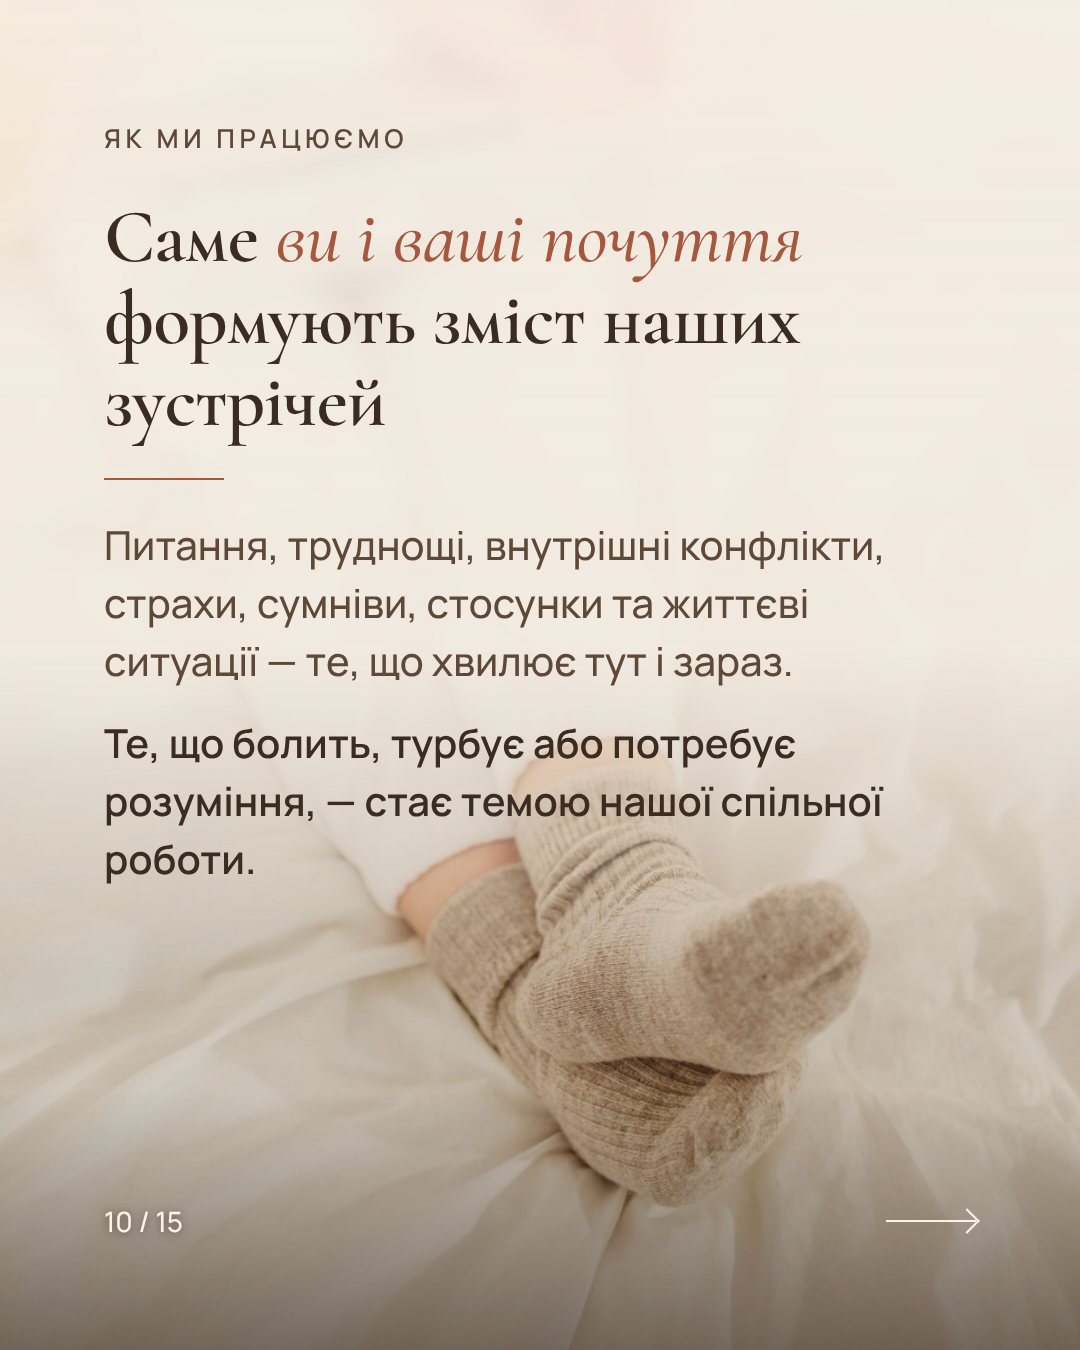 ЯК МИ ПРАЦЮЄМО
Саме ви і ваші почуття
формують зміст наших
зустрічей
Питання, труднощі, внутрішні конфлікти,
страхи, сумніви, стосунки та життєві
ситуації — те, що хвилює тут і зараз.
Те, що болить, турбує або потребує
розуміння, — стає темою нашої спільної
роботи.
10 / 15